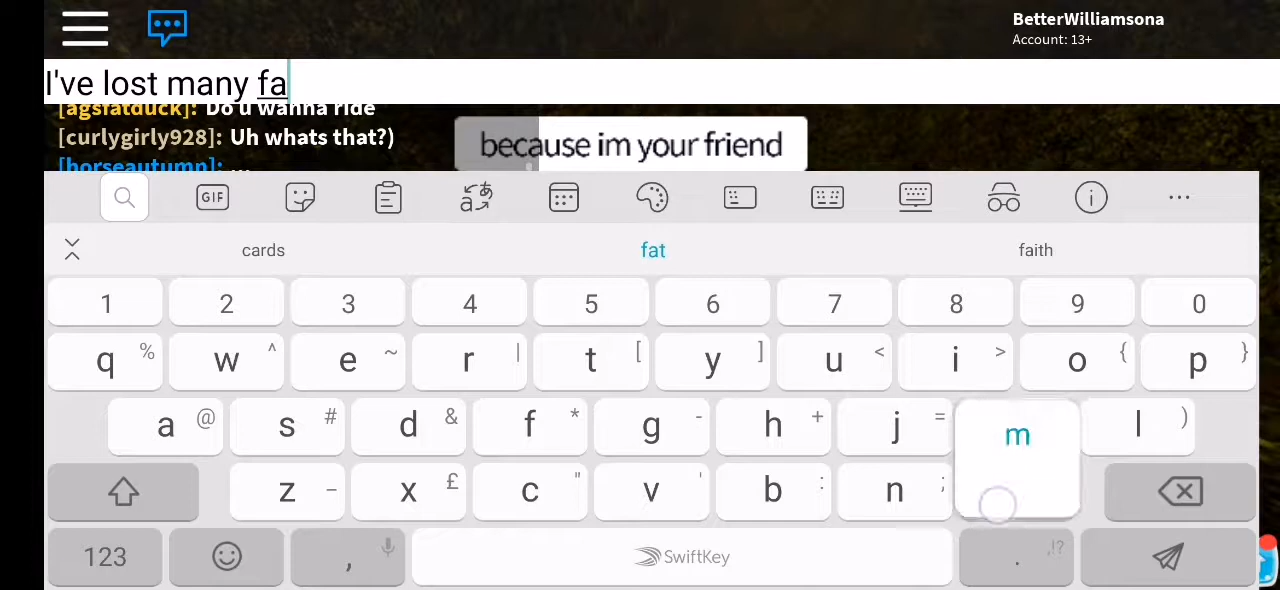 BetterWilliamsona
Account: 13+
I've lost many fa
[agsfatduck]: Do u wanna ride
[curlygirly928]: Uh whats that?)
[horseautumn]: ...
because im your friend
GIF
cards fat faith
1 2 3 4 5 6 7 8 9 0
q % w ^ e ~ r | t [ y ] u < i > o { p }
a @ s # d & f * g - h + j = m l )
z _ x £ c " v ' b : n ;
123 , SwiftKey . ,!?